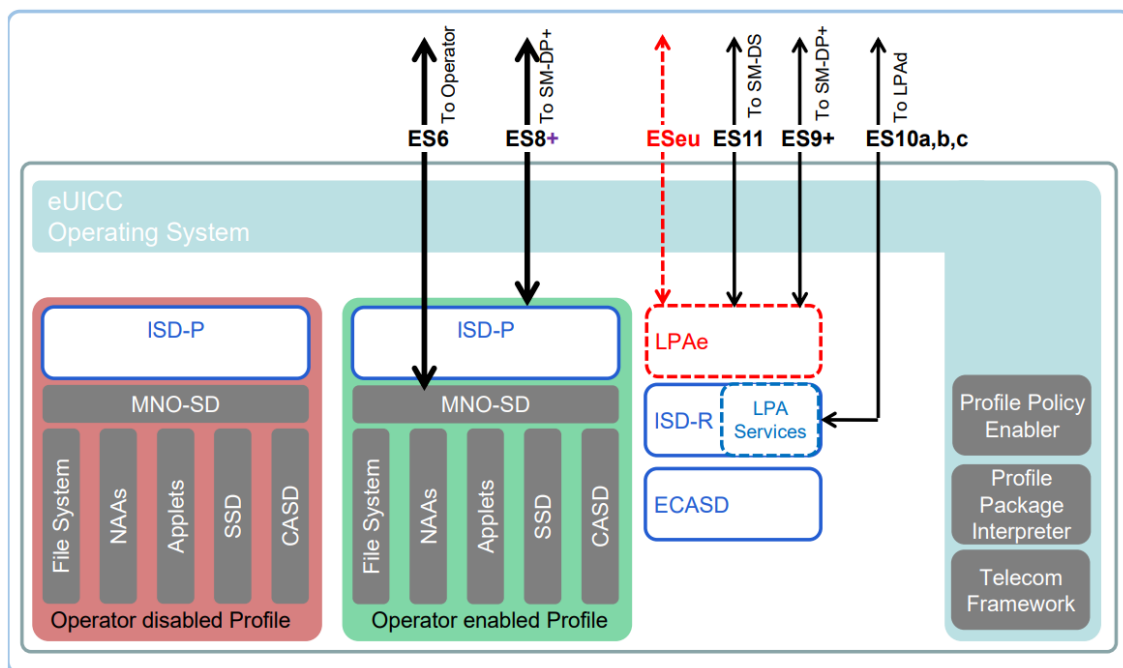 To Operator
To SM-DP+
To SM-DS
To SM-DP+
To LPAd
ES6
ES8+
ESeu
ES11
ES9+
ES10a,b,c
eUICC
Operating System
ISD-P
MNO-SD
File System
NAAs
Applets
SSD
CASD
Operator disabled Profile
ISD-P
MNO-SD
File System
NAAs
Applets
SSD
CASD
Operator enabled Profile
LPAe
ISD-R
LPA
Services
ECASD
Profile Policy
Enabler
Profile
Package
Interpreter
Telecom
Framework